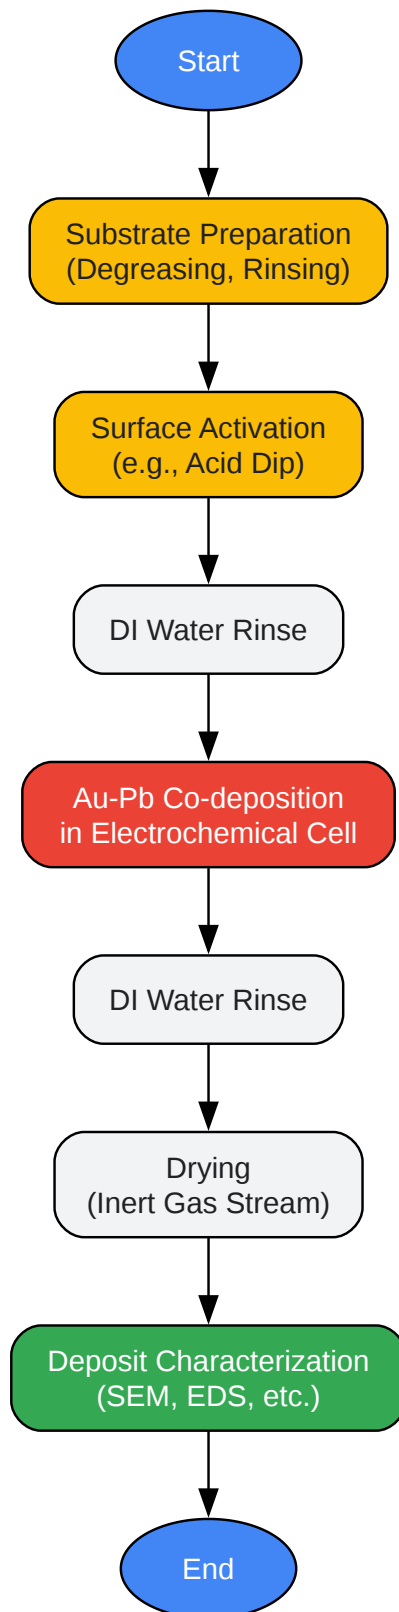 Start
Substrate Preparation
(Degreasing, Rinsing)
Surface Activation
(e.g., Acid Dip)
DI Water Rinse
Au-Pb Co-deposition
in Electrochemical Cell
DI Water Rinse
Drying
(Inert Gas Stream)
Deposit Characterization
(SEM, EDS, etc.)
End